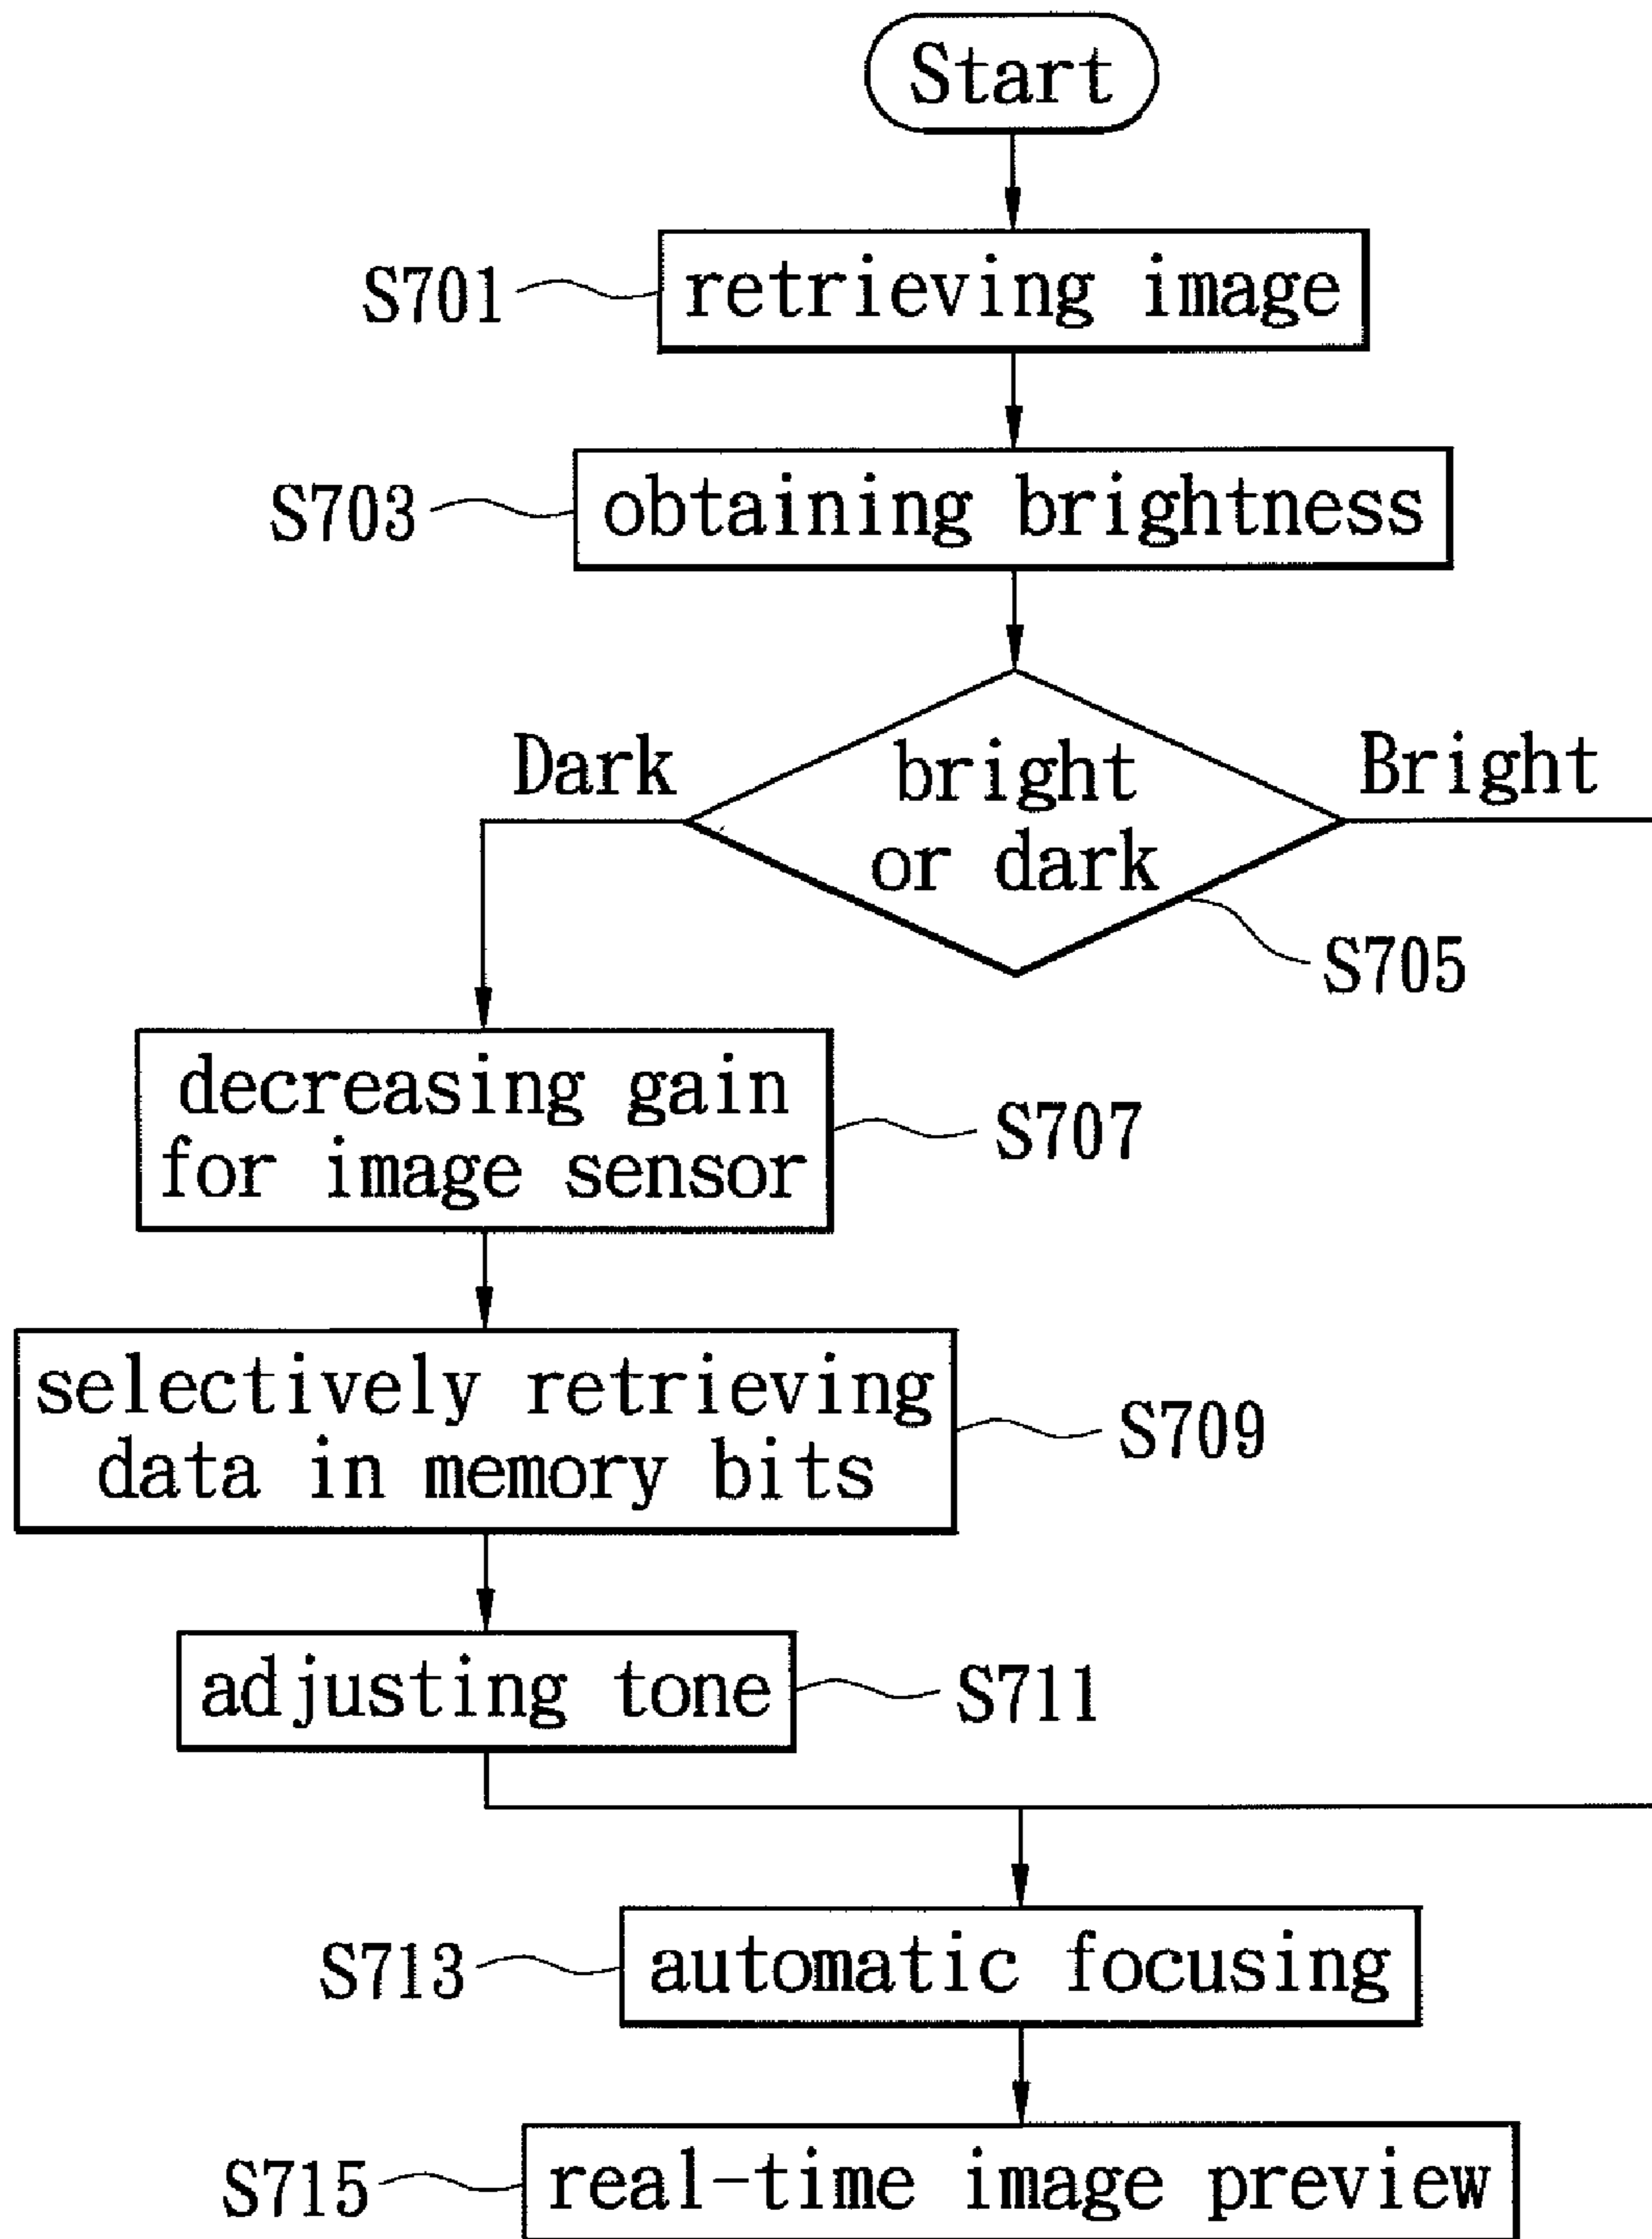 Start
S701
retrieving image
S703
obtaining brightness
Dark
bright
or dark
Bright
S705
decreasing gain
for image sensor
S707
selectively retrieving
data in memory bits
S709
adjusting tone
S711
S713
automatic focusing
S715
real-time image preview